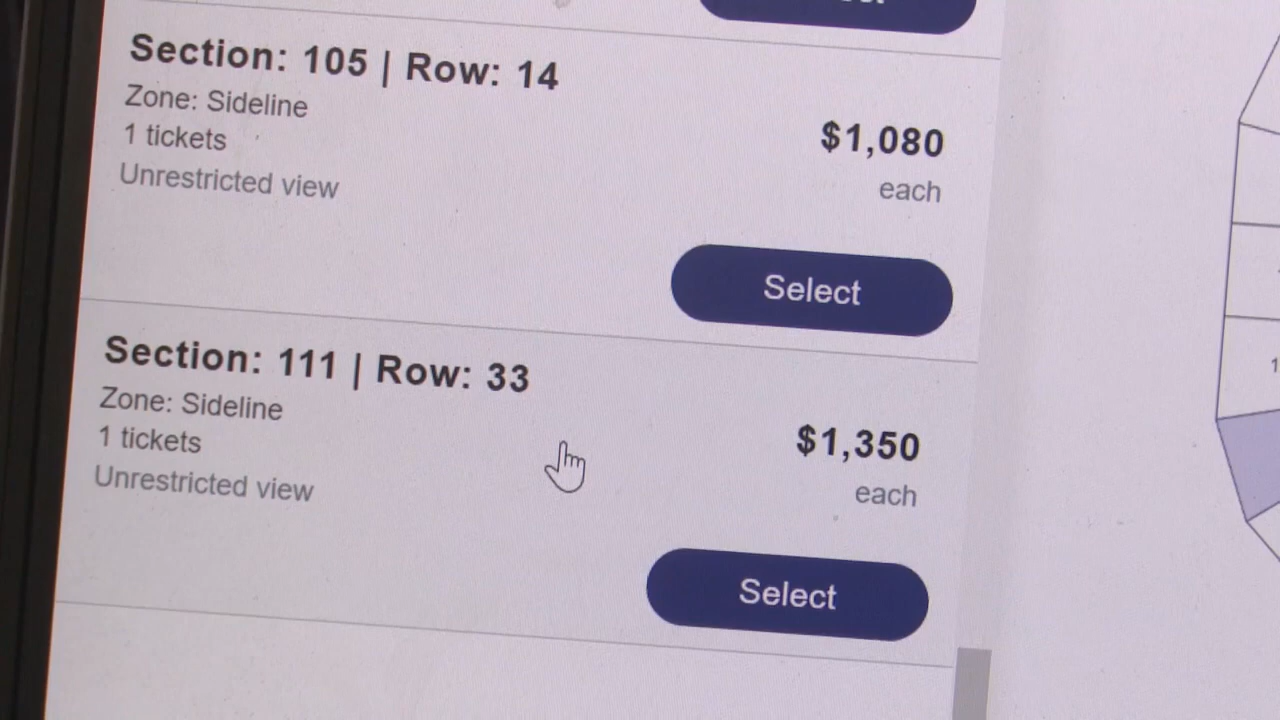 Section: 105 | Row: 14
Zone: Sideline
1 tickets
Unrestricted view
$1,080
each
Select
Section: 111 | Row: 33
Zone: Sideline
1 tickets
Unrestricted view
$1,350
each
Select